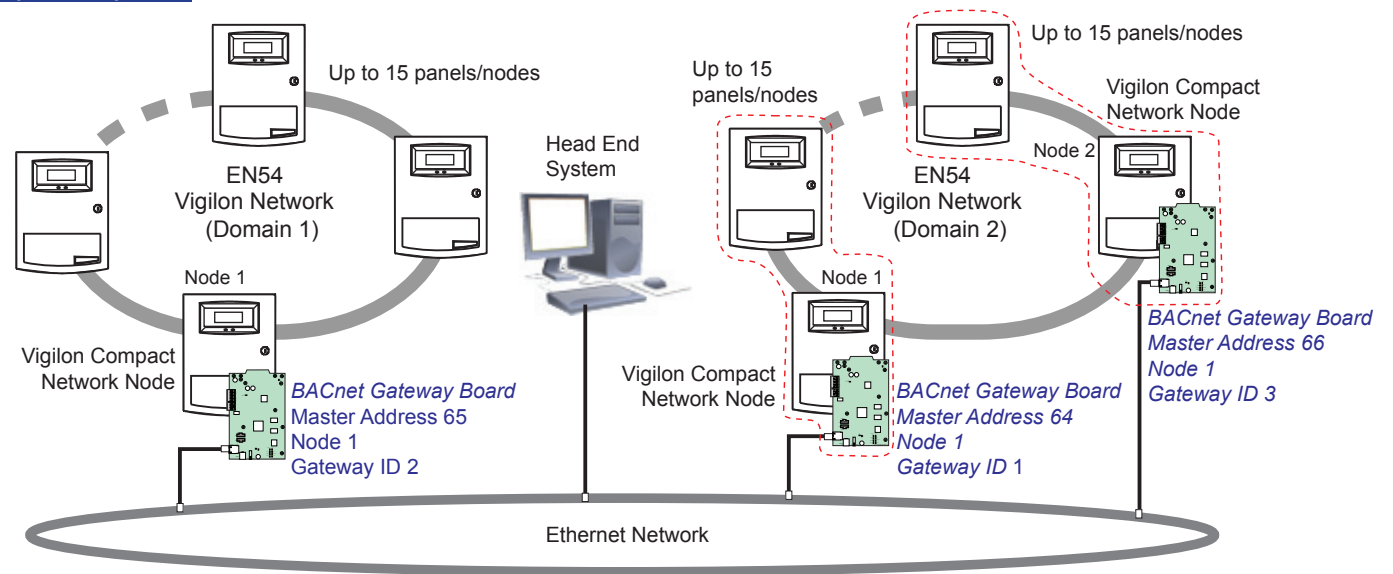 Up to 15 panels/nodes
EN54
Vigilon Network
(Domain 1)
Node 1
Vigilon Compact
Network Node
BACnet Gateway Board
Master Address 65
Node 1
Gateway ID 2
Head End
System
Up to 15
panels/nodes
Up to 15 panels/nodes
Vigilon Compact
Network Node
Node 2
EN54
Vigilon Network
(Domain 2)
Node 1
Vigilon Compact
Network Node
BACnet Gateway Board
Master Address 64
Node 1
Gateway ID 1
BACnet Gateway Board
Master Address 66
Node 1
Gateway ID 3
Ethernet Network